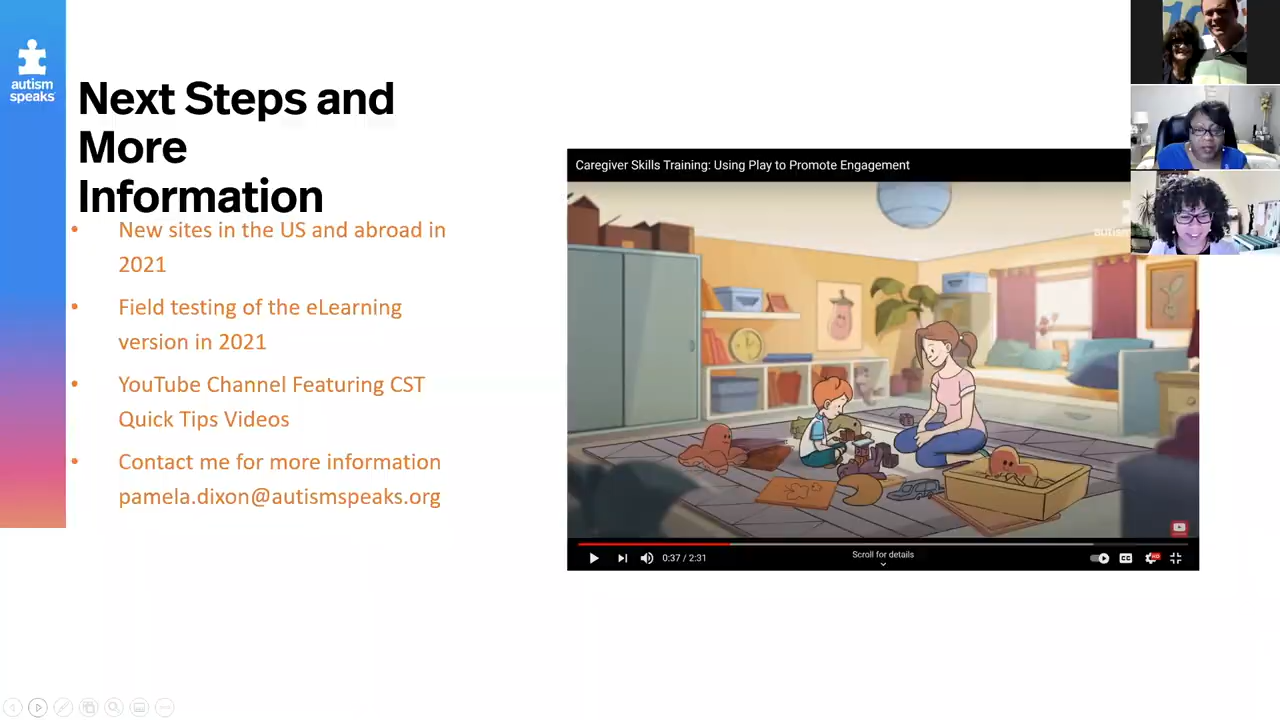 autism
speaks
Next Steps and
More
Information
• New sites in the US and abroad in
2021
• Field testing of the eLearning
version in 2021
• YouTube Channel Featuring CST
Quick Tips Videos
• Contact me for more information
pamela.dixon@autismspeaks.org
Caregiver Skills Training: Using Play to Promote Engagement
0:37 / 2:31
Scroll for details
CC
HD